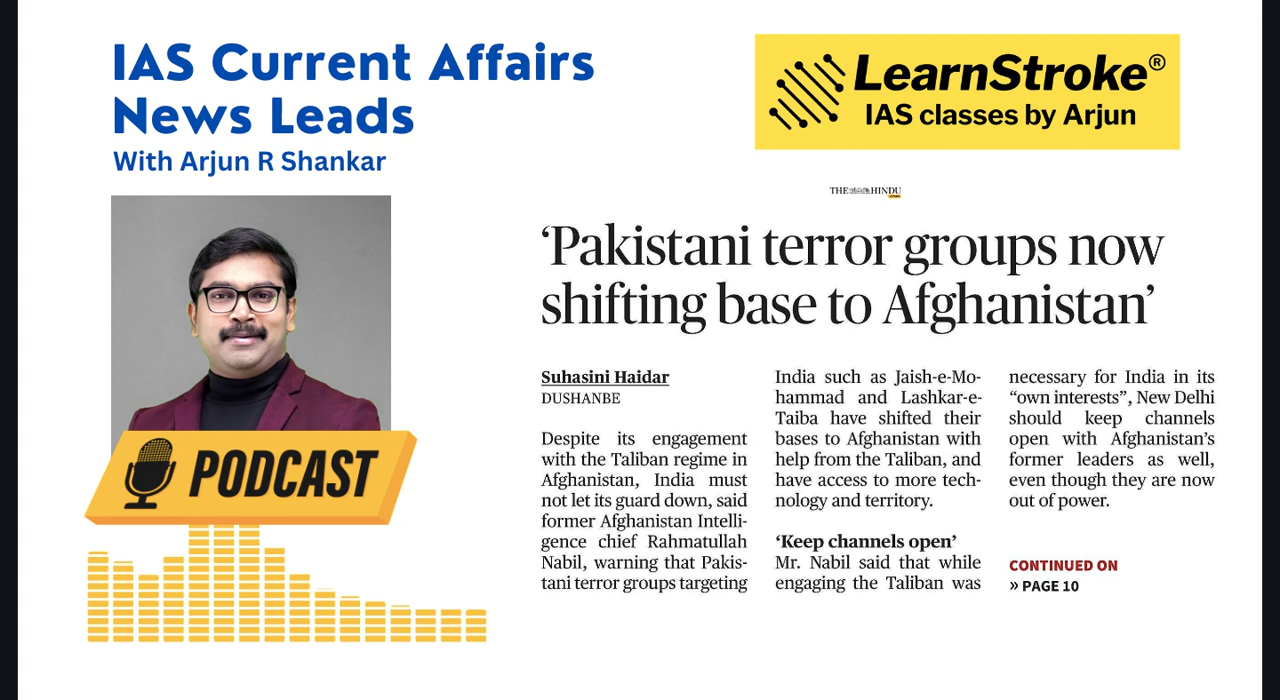 IAS Current Affairs
News Leads
With Arjun R Shankar
LearnStroke®
IAS classes by Arjun
PODCAST
THE HINDU
‘Pakistani terror groups now
shifting base to Afghanistan’
Suhasini Haidar
DUSHANBE
Despite its engagement
with the Taliban regime in
Afghanistan, India must
not let its guard down, said
former Afghanistan Intelli-
gence chief Rahmatullah
Nabil, warning that Pakis-
tani terror groups targeting
India such as Jaish-e-Mo-
hammad and Lashkar-e-
Taiba have shifted their
bases to Afghanistan with
help from the Taliban, and
have access to more tech-
nology and territory.
‘Keep channels open’
Mr. Nabil said that while
engaging the Taliban was
necessary for India in its
“own interests”, New Delhi
should keep channels
open with Afghanistan’s
former leaders as well,
even though they are now
out of power.
CONTINUED ON
» PAGE 10